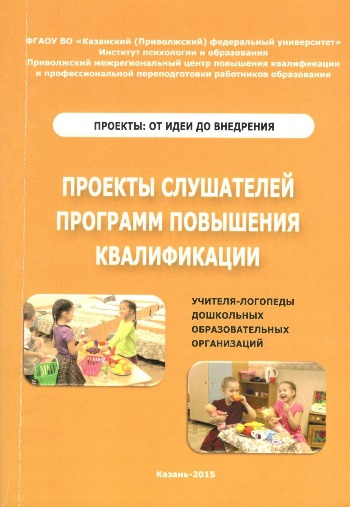 ФГАОУ ВО «Казанский (Приволжский) федеральный университет»
Институт психологии и образования
Приволжский межрегиональный центр повышения квалификации
и профессиональной переподготовки работников образования
ПРОЕКТЫ: ОТ ИДЕИ ДО ВНЕДРЕНИЯ
ПРОЕКТЫ СЛУШАТЕЛЕЙ
ПРОГРАММ ПОВЫШЕНИЯ
КВАЛИФИКАЦИИ
УЧИТЕЛЯ-ЛОГОПЕДЫ
ДОШКОЛЬНЫХ
ОБРАЗОВАТЕЛЬНЫХ
ОРГАНИЗАЦИЙ
Казань-2015